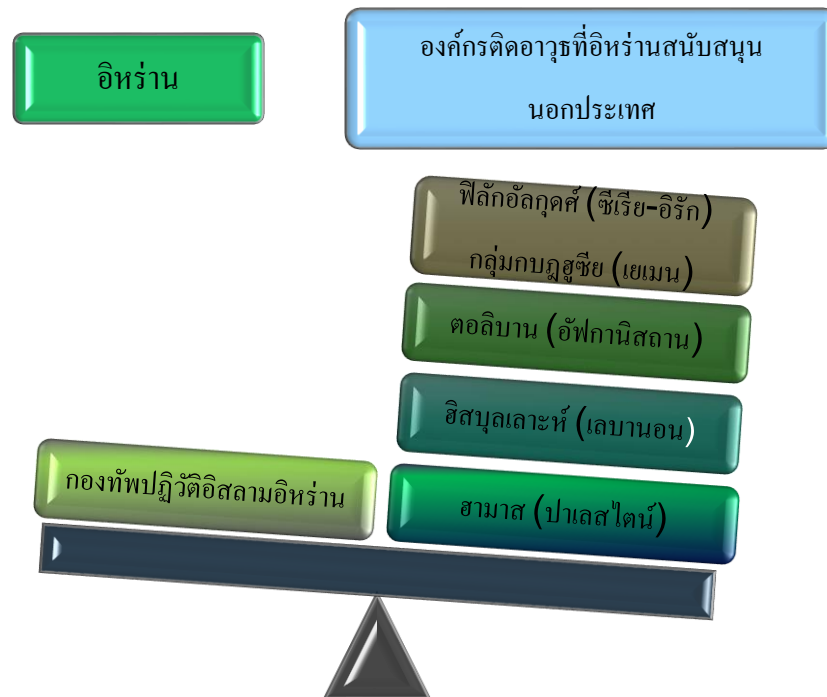 อิหร่าน
องค์กรติดอาวุธที่อิหร่านสนับสนุน
นอกประเทศ
ฟิลักอัลกุดศ์ (ซีเรีย-อิรัก)
กลุ่มกบฎฮูซีย (เยเมน)
ตอลิบาน (อัฟกานิสถาน)
ฮิสบุลเลาะห์ (เลบานอน)
กองทัพปฏิวัติอิสลามอิหร่าน
ฮามาส (ปาเลสไตน์)